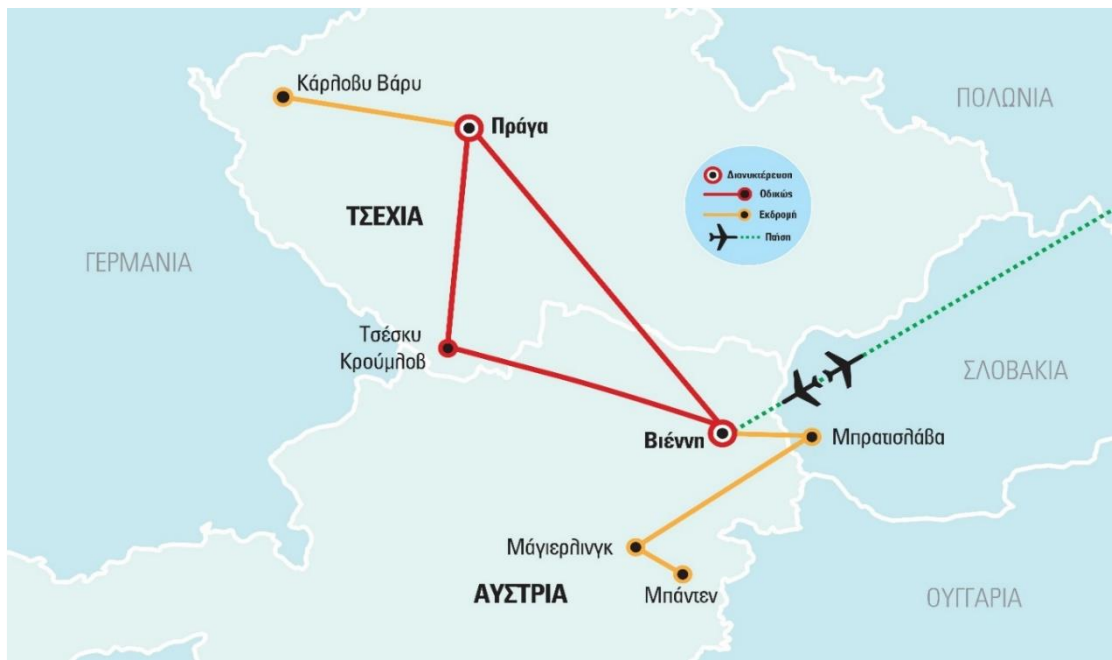 Κάρλοβυ Βάρυ
ΠΟΛΩΝΙΑ
Πράγα
Διανυκτέρευση
Οδικώς
Εκδρομή
Πτήση
ΤΣΕΧΙΑ
ΓΕΡΜΑΝΙΑ
Τσέσκυ
Κρούμλοβ
ΣΛΟΒΑΚΙΑ
Βιέννη
Μπρατισλάβα
Μάγιερλινγκ
ΑΥΣΤΡΙΑ
Μπάντεν
ΟΥΓΓΑΡΙΑ